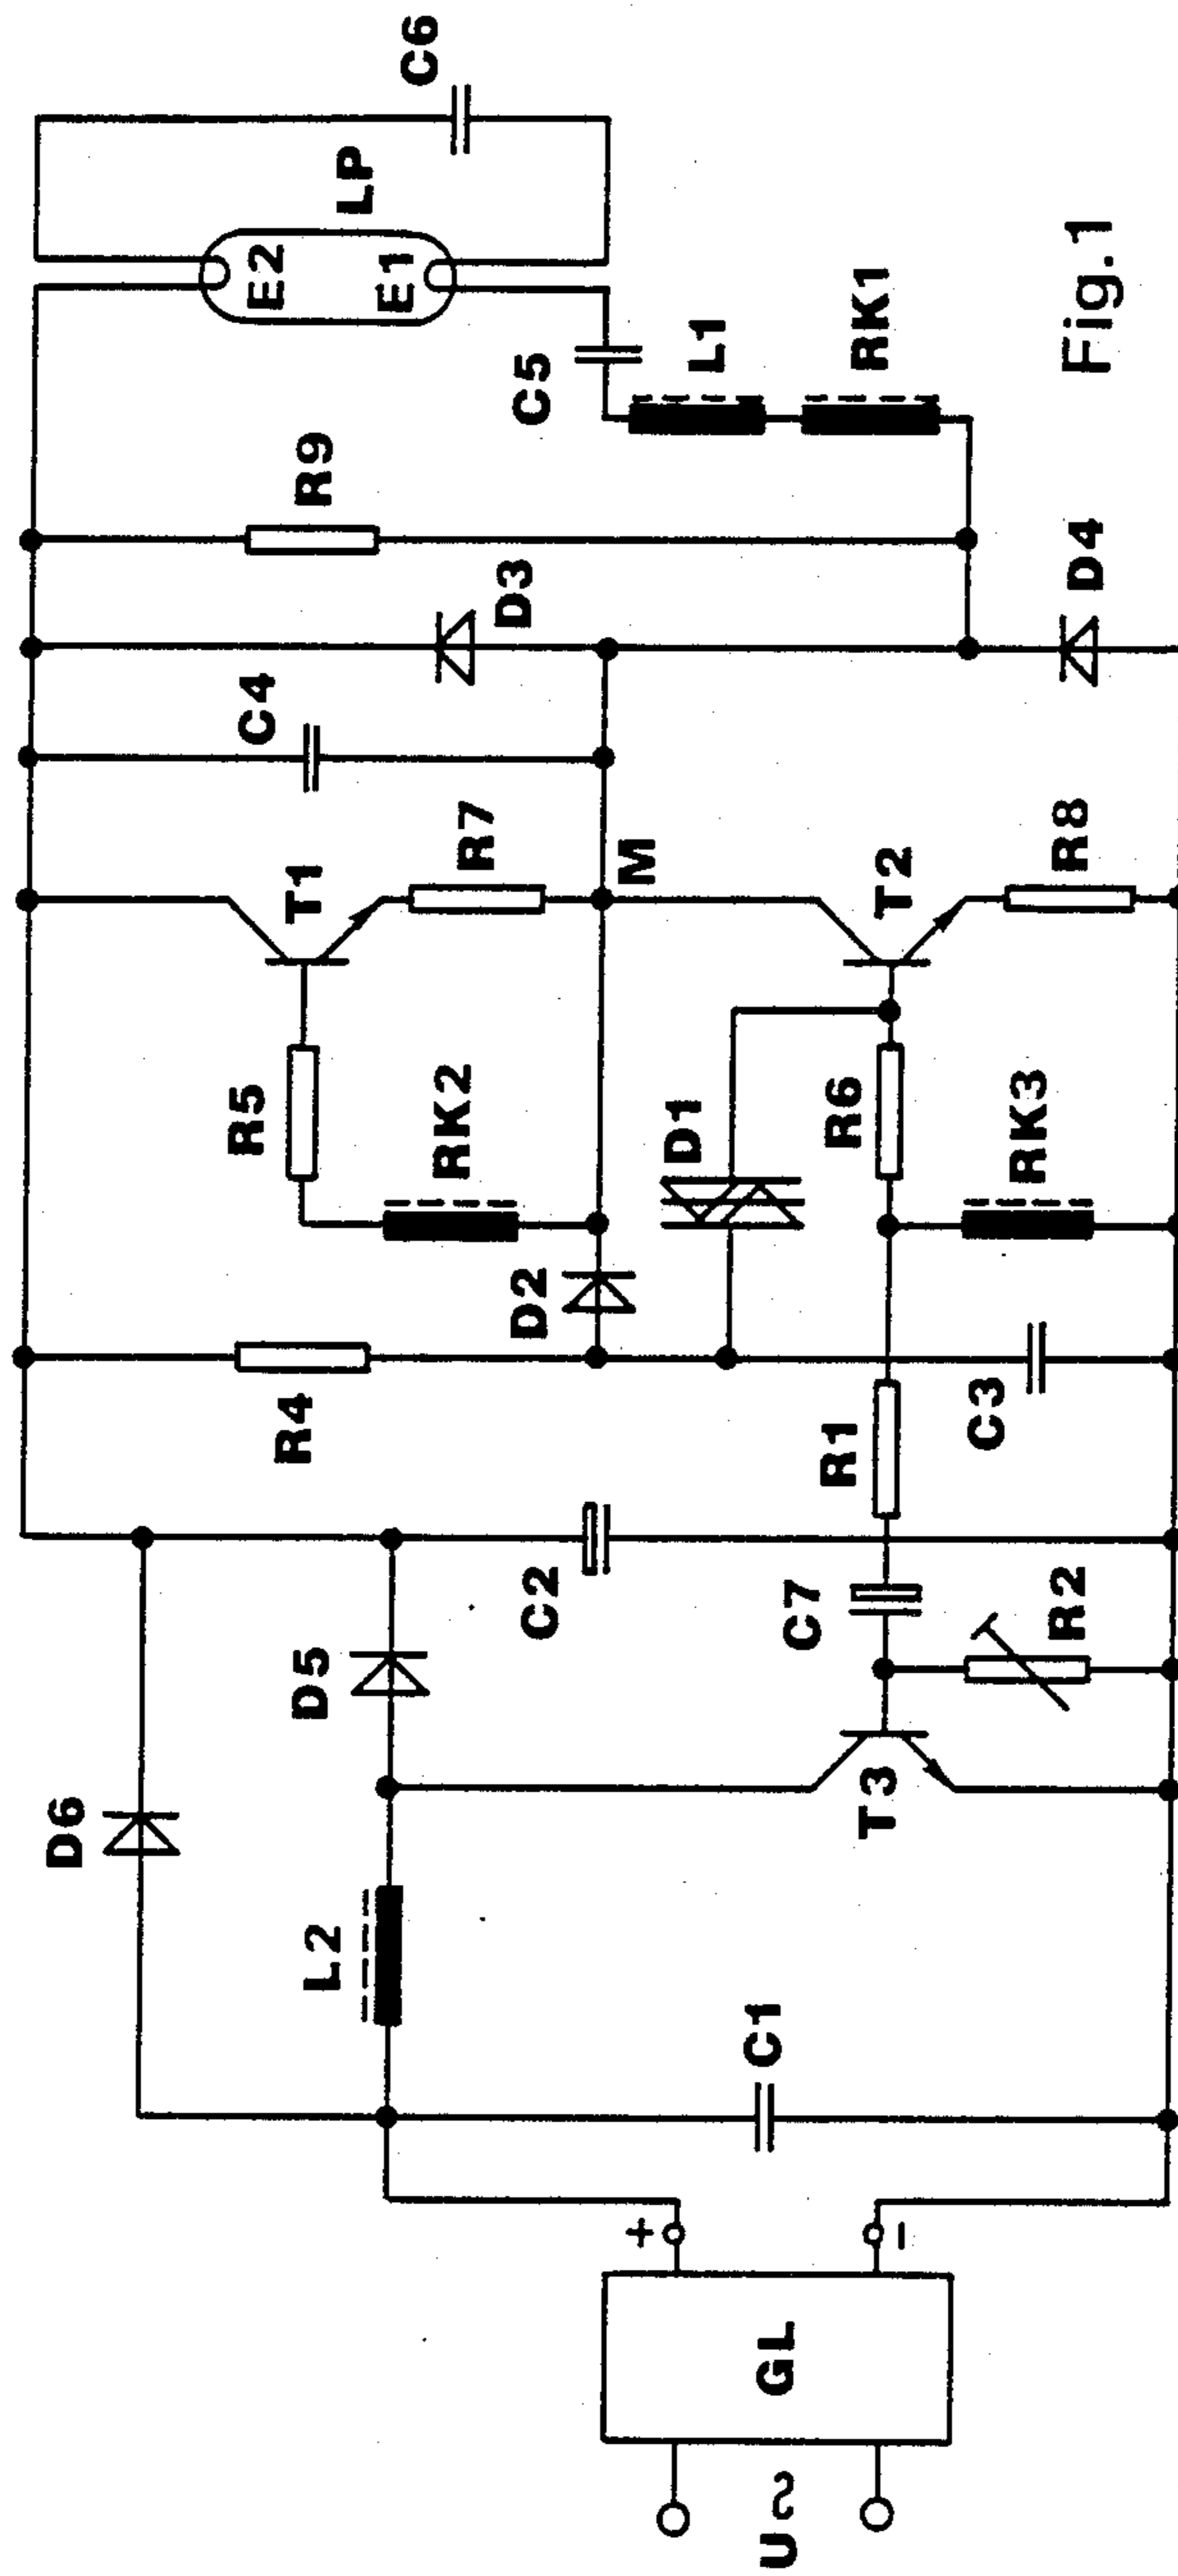 C6
LP
E2
E1
C5
L1
RK1
Fig.1
R9
D3
D4
C4
R7
M
T1
T2
R8
R5
RK2
D1
R6
RK3
D2
R4
R1
C3
C2
C7
R2
D5
T3
D6
L2
C1
+
−
GL
U~